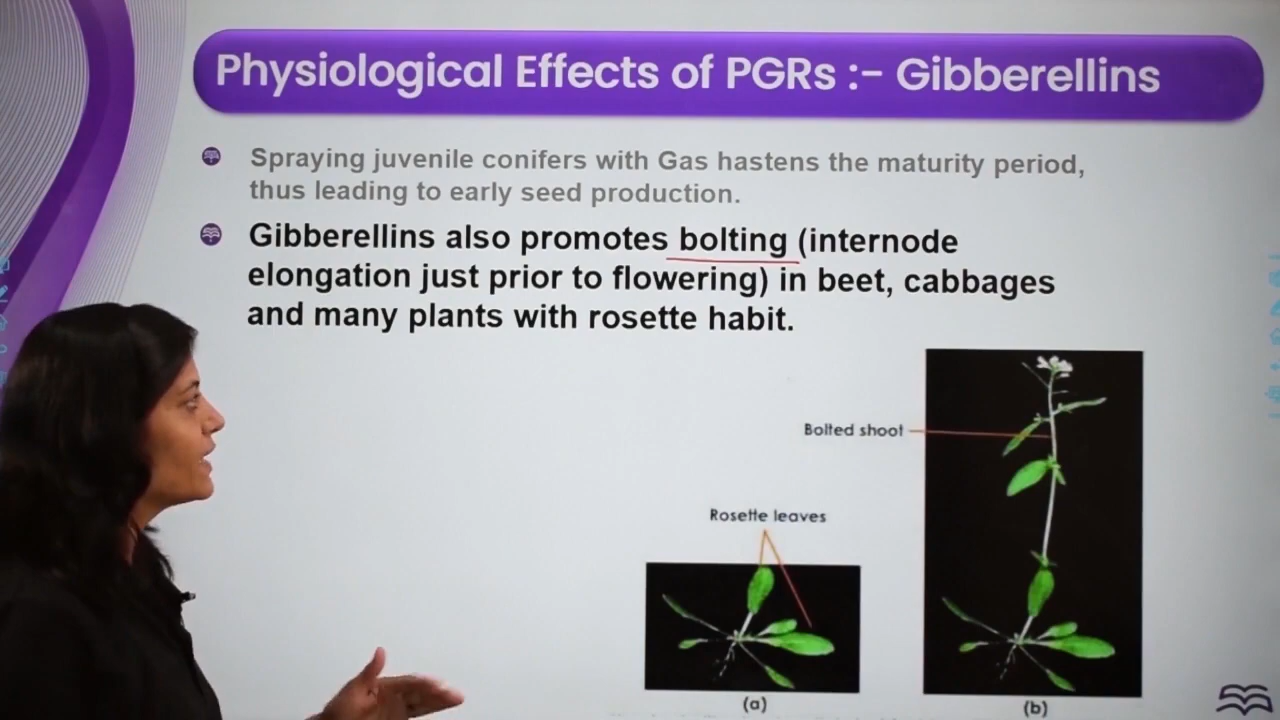 Physiological Effects of PGRs :- Gibberellins
Spraying juvenile conifers with Gas hastens the maturity period,
thus leading to early seed production.
Gibberellins also promotes bolting (internode
elongation just prior to flowering) in beet, cabbages
and many plants with rosette habit.
Bolted shoot
Rosette leaves
(a)
(b)